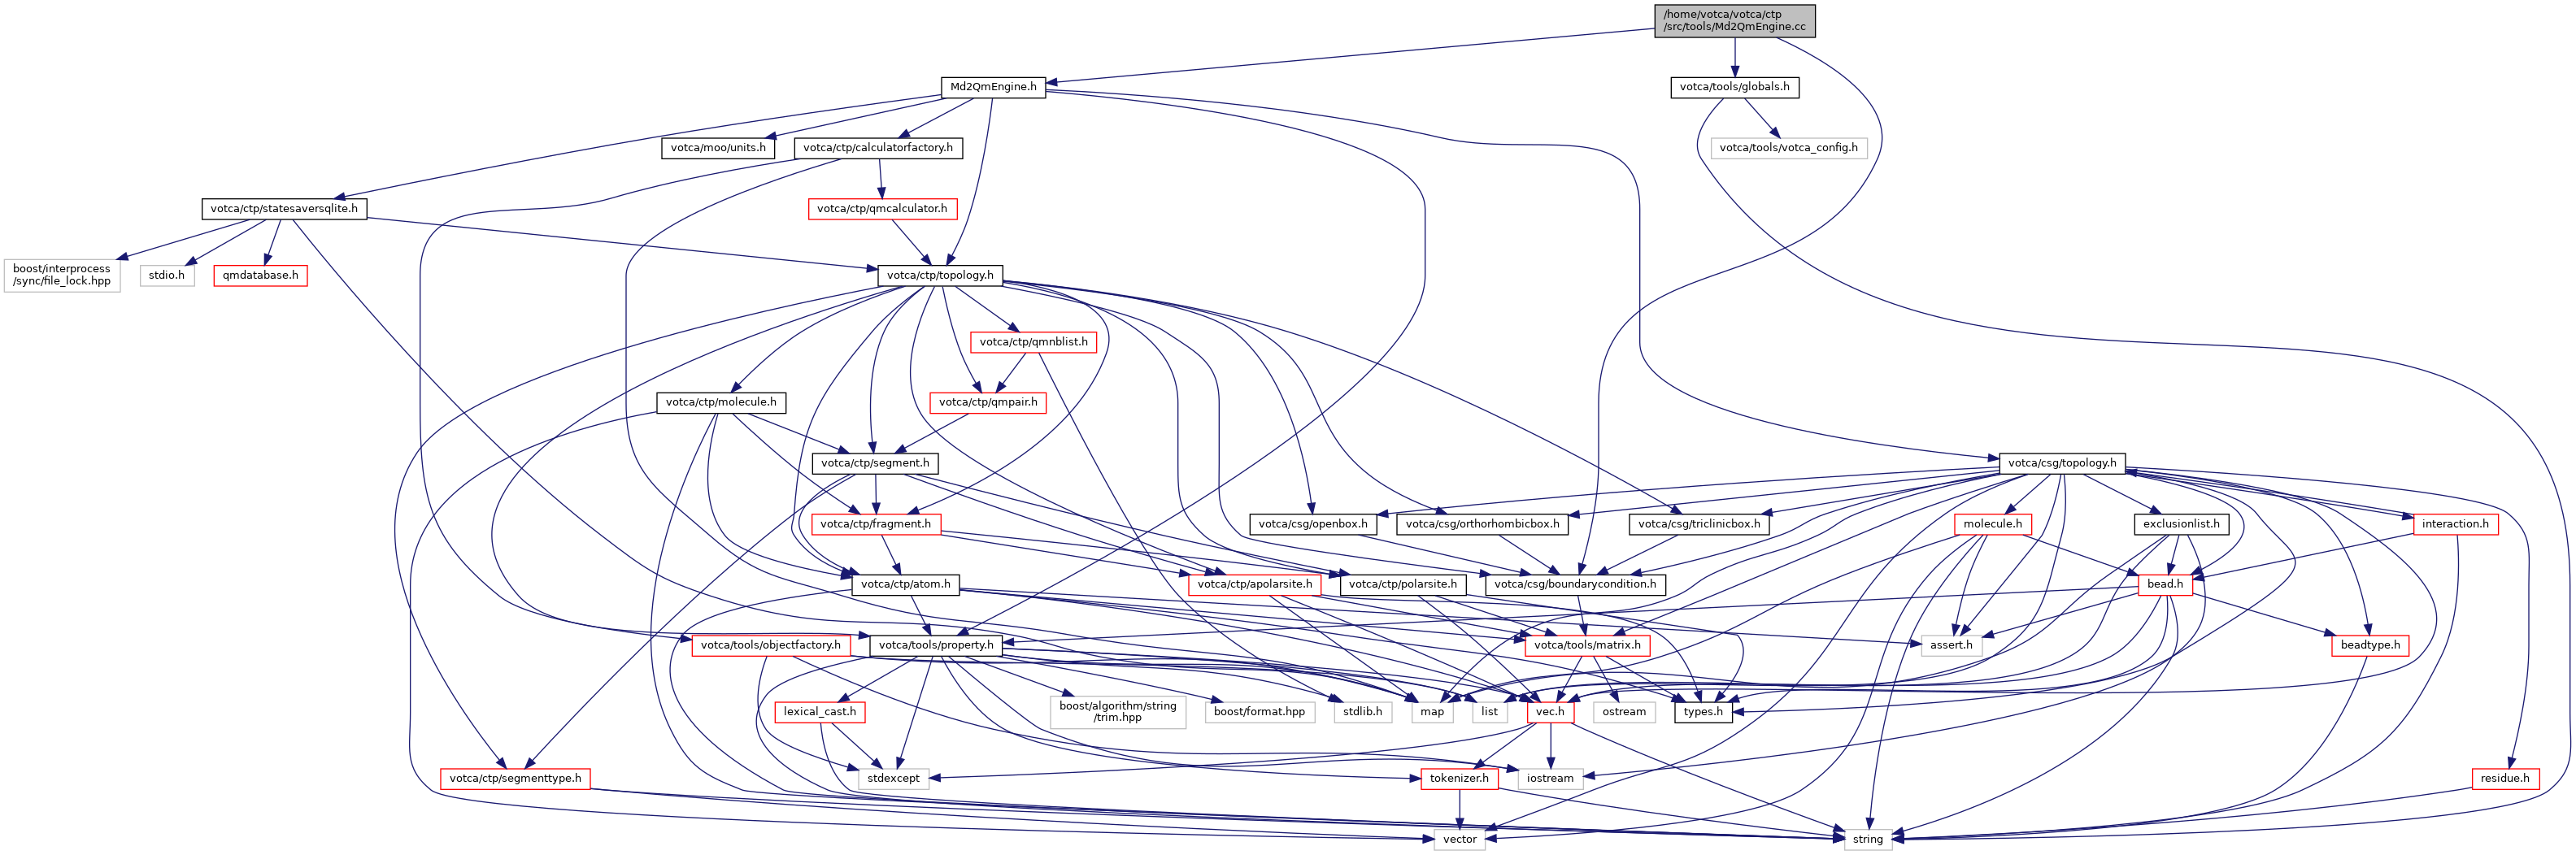 /home/votca/votca/ctp
/src/tools/Md2QmEngine.cc
Md2QmEngine.h
votca/tools/globals.h
votca/moo/units.h
votca/ctp/calculatorfactory.h
votca/tools/votca_config.h
votca/ctp/statesaversqlite.h
votca/ctp/qmcalculator.h
boost/interprocess
/sync/file_lock.hpp
stdio.h
qmdatabase.h
votca/ctp/topology.h
votca/ctp/qmnblist.h
votca/ctp/molecule.h
votca/ctp/qmpair.h
votca/ctp/segment.h
votca/csg/topology.h
votca/ctp/fragment.h
votca/csg/openbox.h
votca/csg/orthorhombicbox.h
votca/csg/triclinicbox.h
molecule.h
exclusionlist.h
interaction.h
votca/ctp/atom.h
votca/ctp/apolarsite.h
votca/ctp/polarsite.h
votca/csg/boundarycondition.h
bead.h
votca/tools/objectfactory.h
votca/tools/property.h
votca/tools/matrix.h
assert.h
beadtype.h
lexical_cast.h
boost/algorithm/string
/trim.hpp
boost/format.hpp
stdlib.h
map
list
vec.h
ostream
types.h
votca/ctp/segmenttype.h
stdexcept
tokenizer.h
iostream
residue.h
vector
string